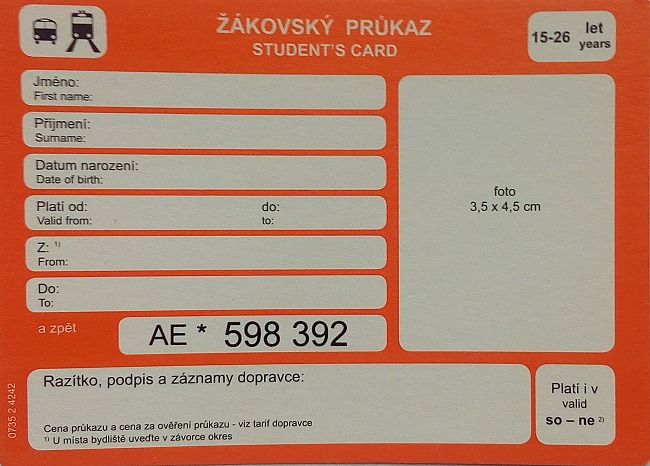 ŽÁKOVSKÝ PRŮKAZ
STUDENT'S CARD
15-26 let
years
Jméno:
First name:
Příjmení:
Surname:
Datum narození:
Date of birth:
Platí od: do:
Valid from: to:
Z: 1)
From:
Do:
To:
a zpět
AE * 598 392
foto
3,5 x 4,5 cm
Razítko, podpis a záznamy dopravce:
Cena průkazu a cena za ověření průkazu - viz tarif dopravce
1) U místa bydliště uveďte v závorce okres
Platí i v
valid
so – ne 2)
0735 2 4242